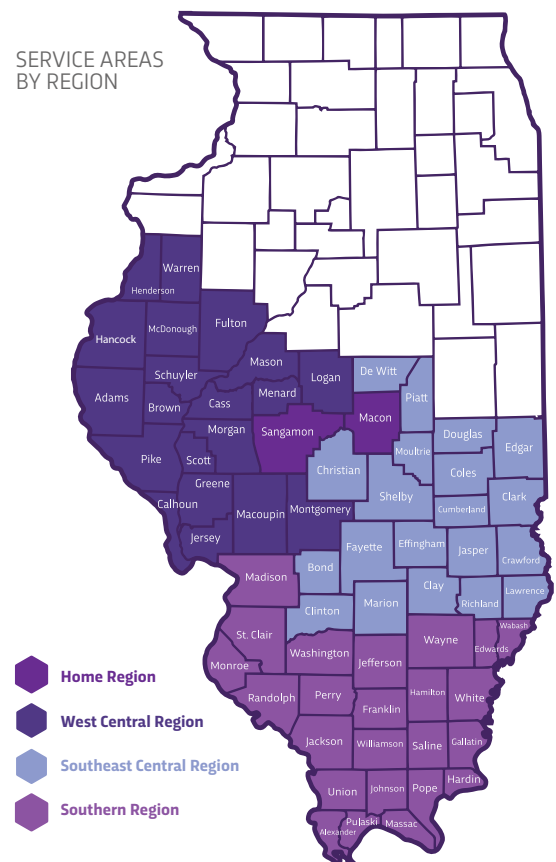 SERVICE AREAS
BY REGION
Warren
Henderson
Hancock
McDonough
Fulton
Mason
Logan
De Witt
Piatt
Schuyler
Adams
Brown
Cass
Menard
Macon
Sangamon
Morgan
Moultrie
Douglas
Edgar
Pike
Scott
Christian
Coles
Greene
Shelby
Clark
Calhoun
Macoupin
Montgomery
Cumberland
Jersey
Fayette
Effingham
Jasper
Crawford
Madison
Bond
Clay
Lawrence
Clinton
Marion
Richland
St. Clair
Wayne
Wabash
Washington
Edwards
Monroe
Jefferson
Randolph
Perry
Hamilton
White
Franklin
Jackson
Williamson
Saline
Gallatin
Union
Johnson
Pope
Hardin
Alexander
Pulaski
Massac
Home Region
West Central Region
Southeast Central Region
Southern Region